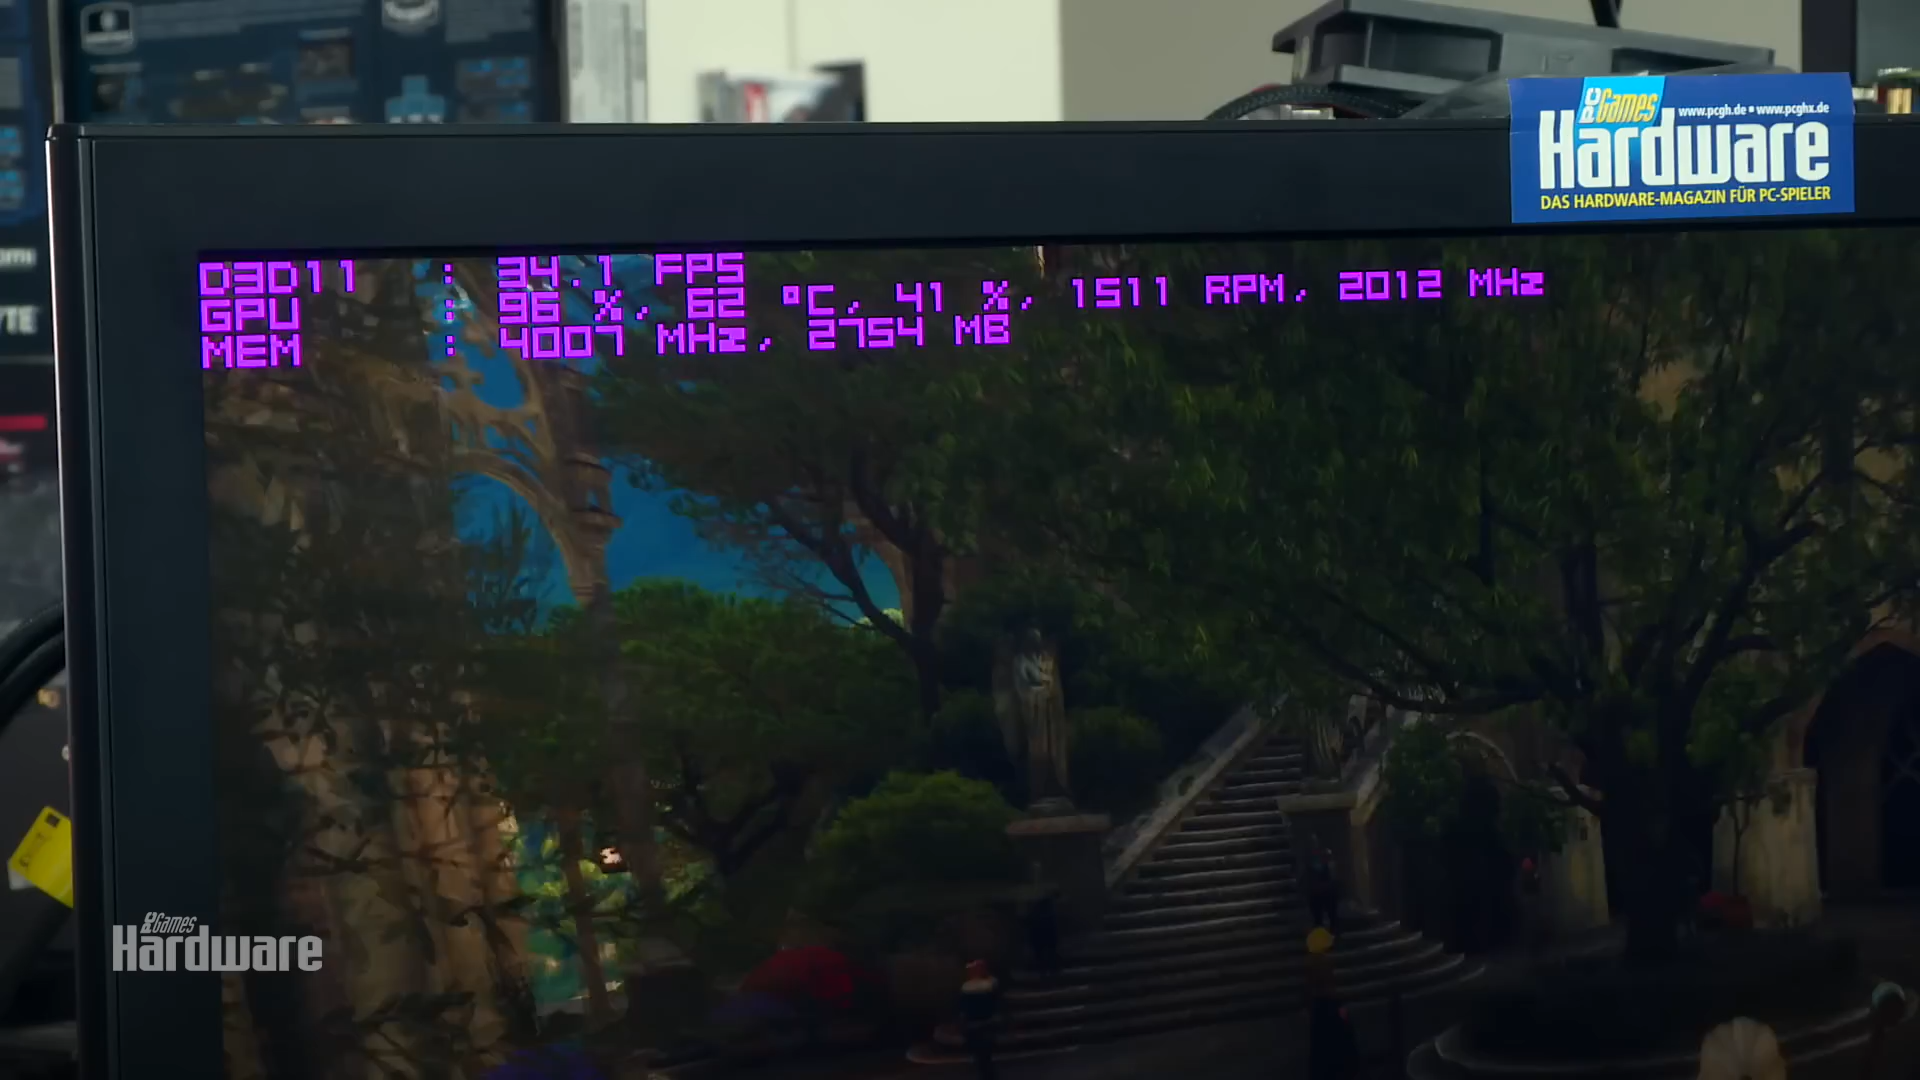 PC Games
www.pcgh.de ▪ www.pcghx.de
Hardware
DAS HARDWARE-MAGAZIN FÜR PC-SPIELER
D3D11 : 34.1 FPS
GPU : 96 %, 62 °C, 41 %, 1511 RPM, 2012 MHz
MEM : 4007 MHz, 2754 MB
PC Games
Hardware